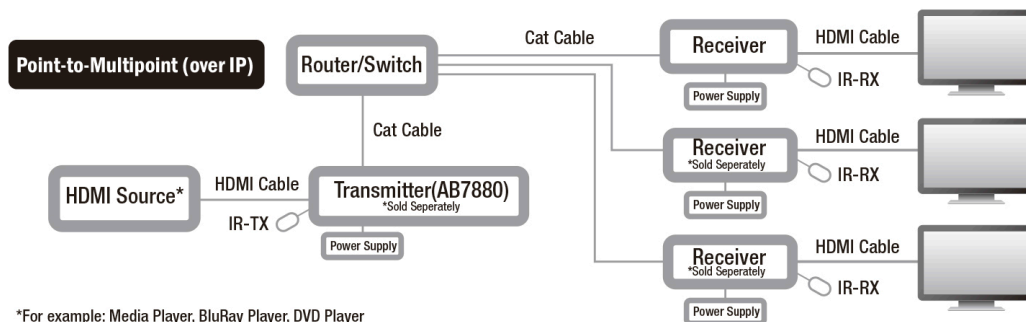 Point-to-Multipoint (over IP)
Router/Switch
Cat Cable
Receiver
HDMI Cable
IR-RX
Power Supply
Cat Cable
Receiver
*Sold Seperately
HDMI Cable
IR-RX
Power Supply
HDMI Source*
HDMI Cable
IR-TX
Transmitter(AB7880)
*Sold Seperately
Power Supply
Receiver
*Sold Seperately
HDMI Cable
IR-RX
Power Supply
*For example: Media Player, BluRay Player, DVD Player